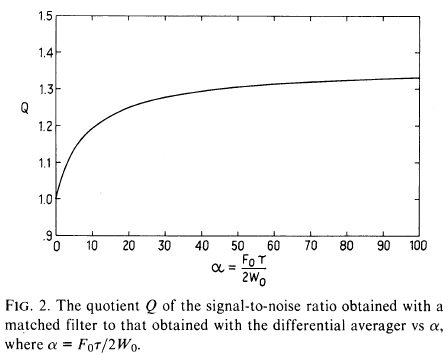 1.5
1.4
1.3
Q
1.2
1.1
1.0
.9
0 10 20 30 40 50 60 70 80 90 100
α = F₀τ/2W₀
FIG. 2. The quotient Q of the signal-to-noise ratio obtained with a
matched filter to that obtained with the differential averager vs α,
where α = F₀τ/2W₀.